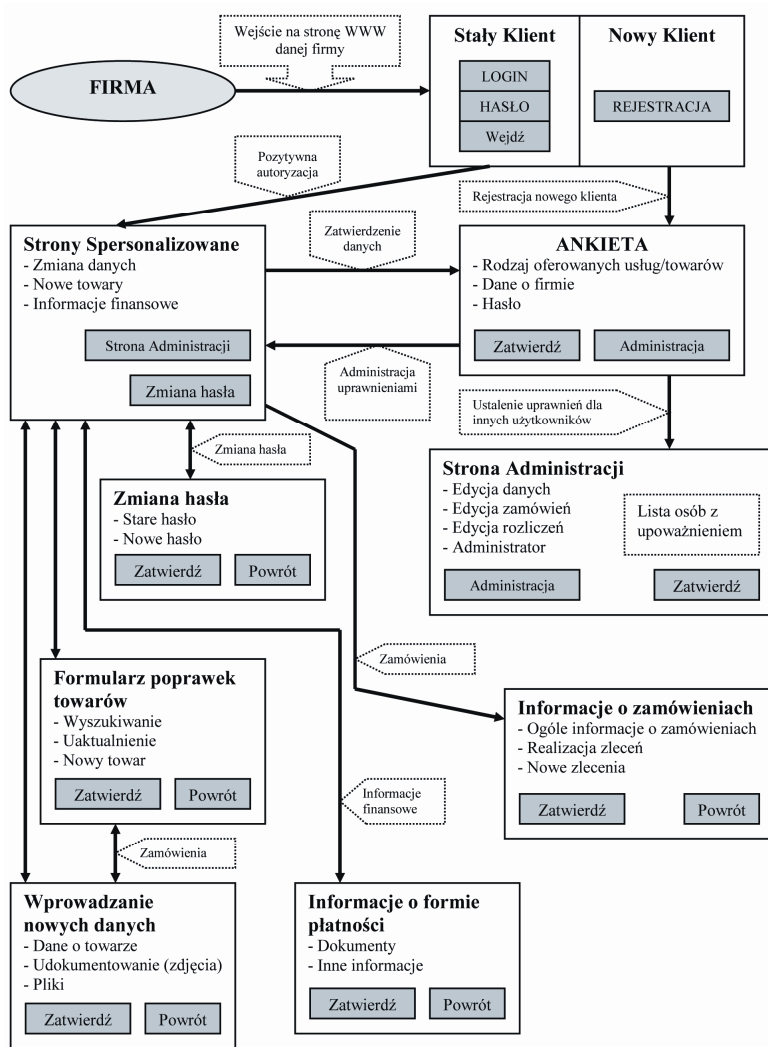 Wejście na stronę WWW
danej firmy
FIRMA
Stały Klient
LOGIN
HASŁO
Wejdź
Nowy Klient
REJESTRACJA
Pozytywna
autoryzacja
Rejestracja nowego klienta
Strony Spersonalizowane
- Zmiana danych
- Nowe towary
- Informacje finansowe
Strona Administracji
Zmiana hasła
Zatwierdzenie
danych
ANKIETA
- Rodzaj oferowanych usług/towarów
- Dane o firmie
- Hasło
Zatwierdź
Administracja
Administracja
uprawnieniami
Ustalenie uprawnień dla
innych użytkowników
Zmiana hasła
Zmiana hasła
- Stare hasło
- Nowe hasło
Zatwierdź
Powrót
Strona Administracji
- Edycja danych
- Edycja zamówień
- Edycja rozliczeń
- Administrator
Lista osób z
upoważnieniem
Administracja
Zatwierdź
Zamówienia
Formularz poprawek
towarów
- Wyszukiwanie
- Uaktualnienie
- Nowy towar
Zatwierdź
Powrót
Informacje o zamówieniach
- Ogóle informacje o zamówieniach
- Realizacja zleceń
- Nowe zlecenia
Zatwierdź
Powrót
Informacje
finansowe
Zamówienia
Wprowadzanie
nowych danych
- Dane o towarze
- Udokumentowanie (zdjęcia)
- Pliki
Zatwierdź
Powrót
Informacje o formie
płatności
- Dokumenty
- Inne informacje
Zatwierdź
Powrót